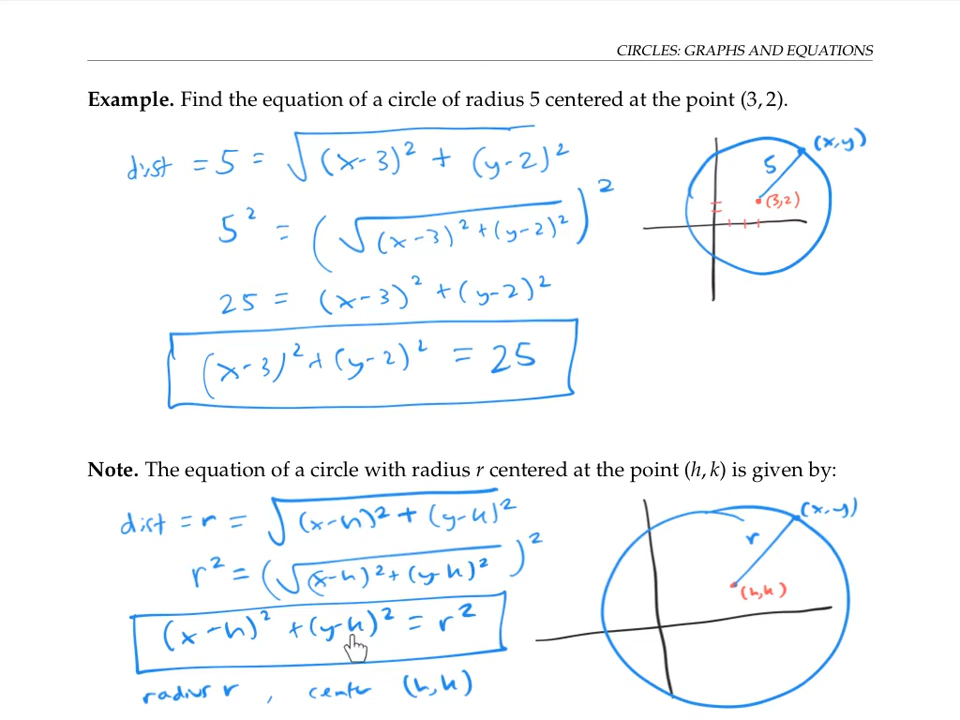 CIRCLES: GRAPHS AND EQUATIONS
Example. Find the equation of a circle of radius 5 centered at the point (3, 2).
dist = 5 = √(x-3)² + (y-2)²
(x,y)
5
(3,2)
5² = (√(x-3)²+(y-2)²)²
25 = (x-3)² + (y-2)²
(x-3)² + (y-2)² = 25
Note. The equation of a circle with radius r centered at the point (h, k) is given by:
dist = r = √(x-h)² + (y-k)²
(x,y)
r
(h,k)
r² = (√(x-h)² + (y-k)²)²
(x-h)² + (y-k)² = r²
radius r , center (h,k)